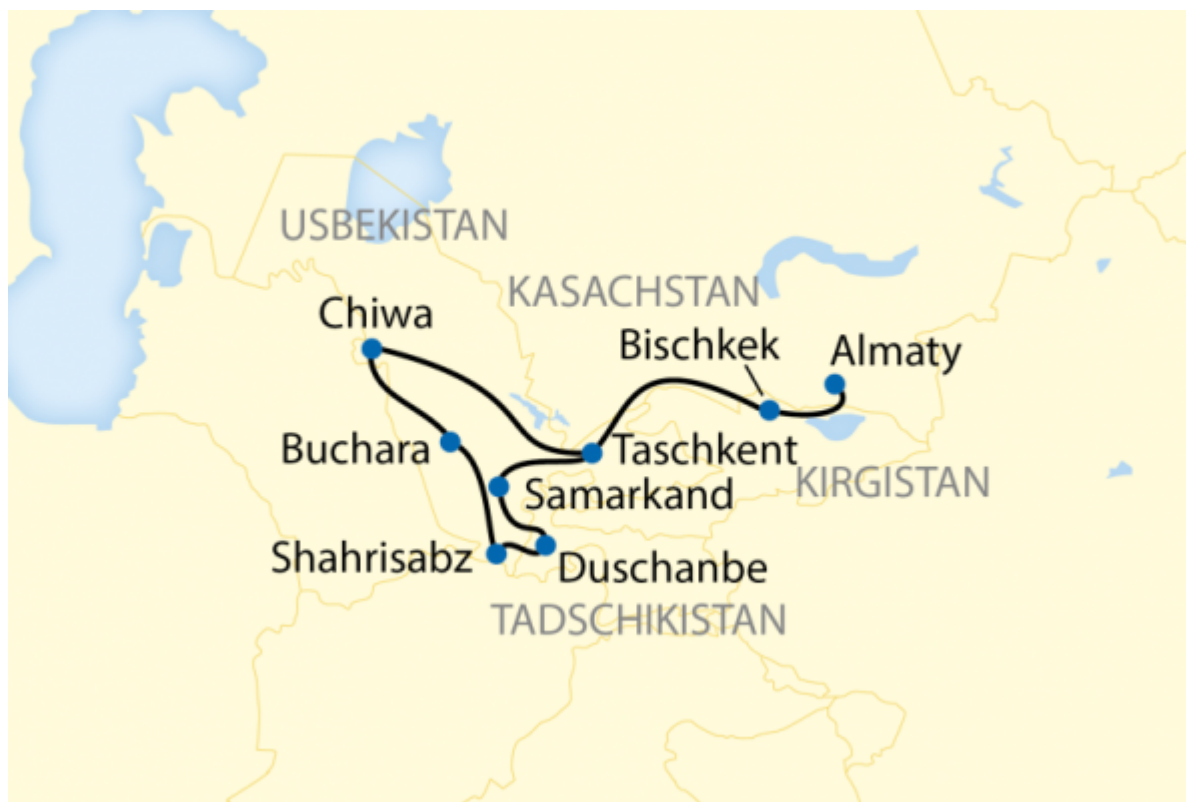 USBEKISTAN
KASACHSTAN
Chiwa
Bischkek
Almaty
Buchara
Taschkent
KIRGISTAN
Samarkand
Shahrisabz
Duschanbe
TADSCHIKISTAN